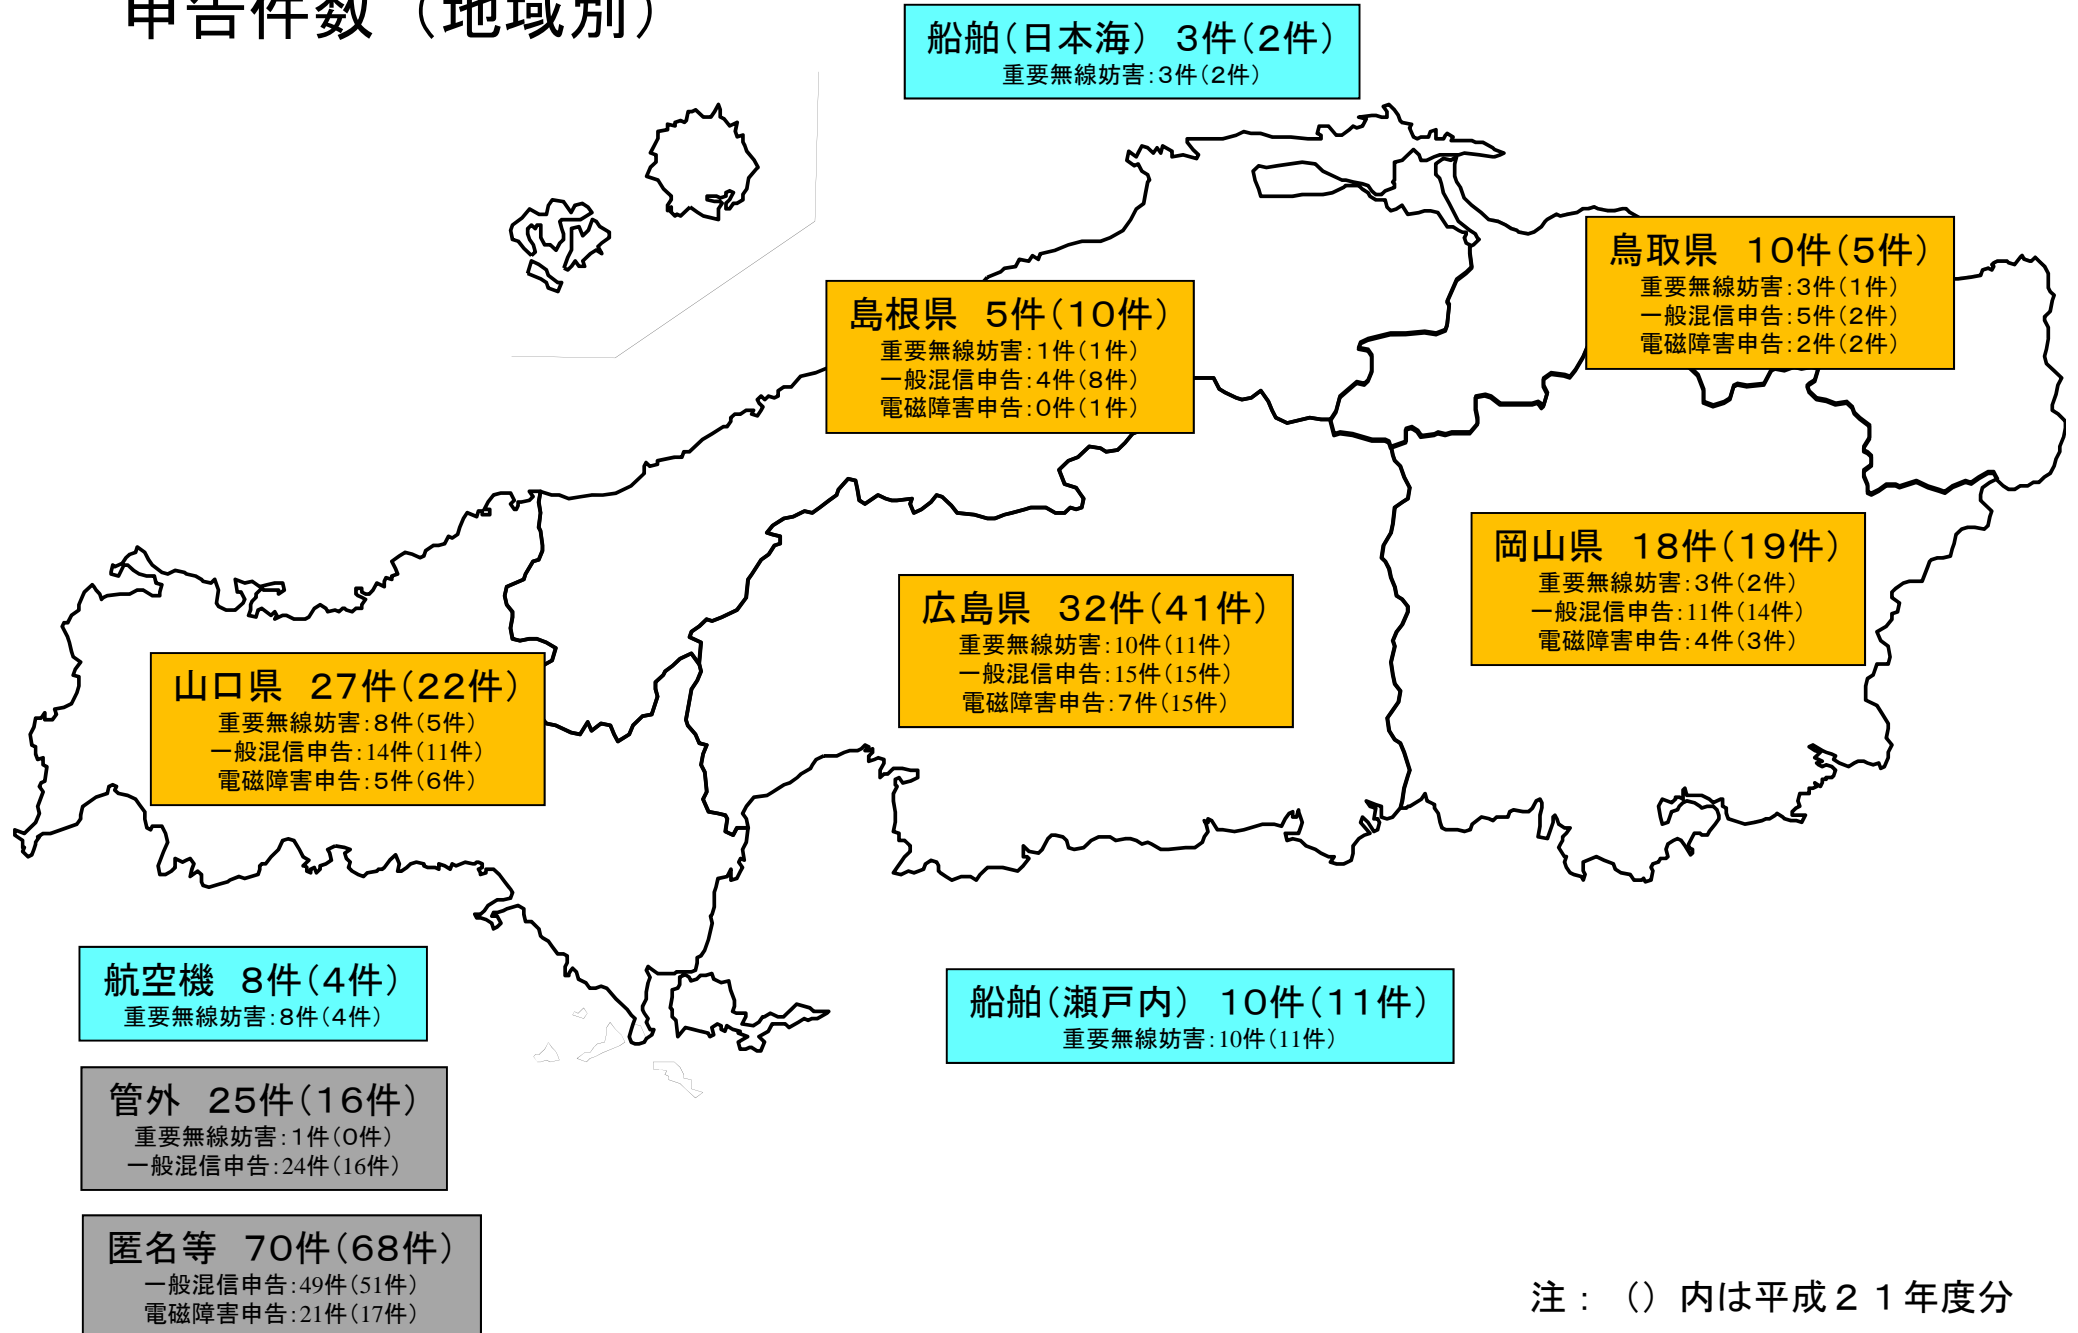 申告件数（地域別）
船舶（日本海） 3件（2件）
重要無線妨害：3件（2件）
鳥取県 10件（5件）
重要無線妨害：3件（1件）
一般混信申告：5件（2件）
電磁障害申告：2件（2件）
島根県 5件（10件）
重要無線妨害：1件（1件）
一般混信申告：4件（8件）
電磁障害申告：0件（1件）
岡山県 18件（19件）
重要無線妨害：3件（2件）
一般混信申告：11件（14件）
電磁障害申告：4件（3件）
広島県 32件（41件）
重要無線妨害：10件（11件）
一般混信申告：15件（15件）
電磁障害申告：7件（15件）
山口県 27件（22件）
重要無線妨害：8件（5件）
一般混信申告：14件（11件）
電磁障害申告：5件（6件）
航空機 8件（4件）
重要無線妨害：8件（4件）
船舶（瀬戸内） 10件（11件）
重要無線妨害：10件（11件）
管外 25件（16件）
重要無線妨害：1件（0件）
一般混信申告：24件（16件）
匿名等 70件（68件）
一般混信申告：49件（51件）
電磁障害申告：21件（17件）
注：（）内は平成２１年度分